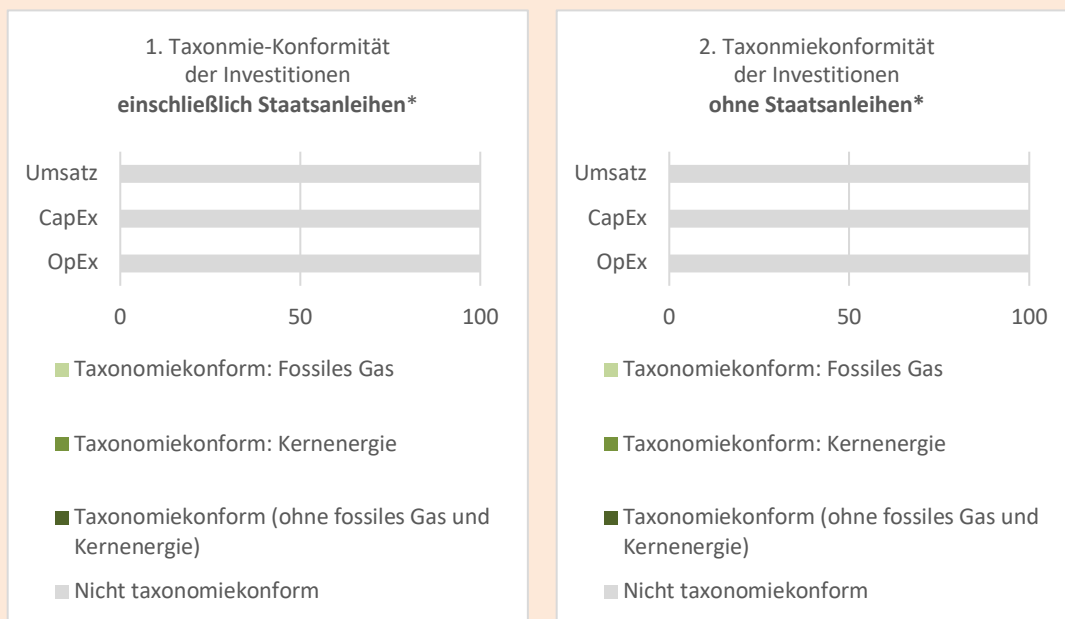 1. Taxonmie-Konformität
der Investitionen
einschließlich Staatsanleihen*
Umsatz
CapEx
OpEx
0 50 100
Taxonomiekonform: Fossiles Gas
Taxonomiekonform: Kernenergie
Taxonomiekonform (ohne fossiles Gas und
Kernenergie)
Nicht taxonomiekonform
2. Taxonmiekonformität
der Investitionen
ohne Staatsanleihen*
Umsatz
CapEx
OpEx
0 50 100
Taxonomiekonform: Fossiles Gas
Taxonomiekonform: Kernenergie
Taxonomiekonform (ohne fossiles Gas und
Kernenergie)
Nicht taxonomiekonform